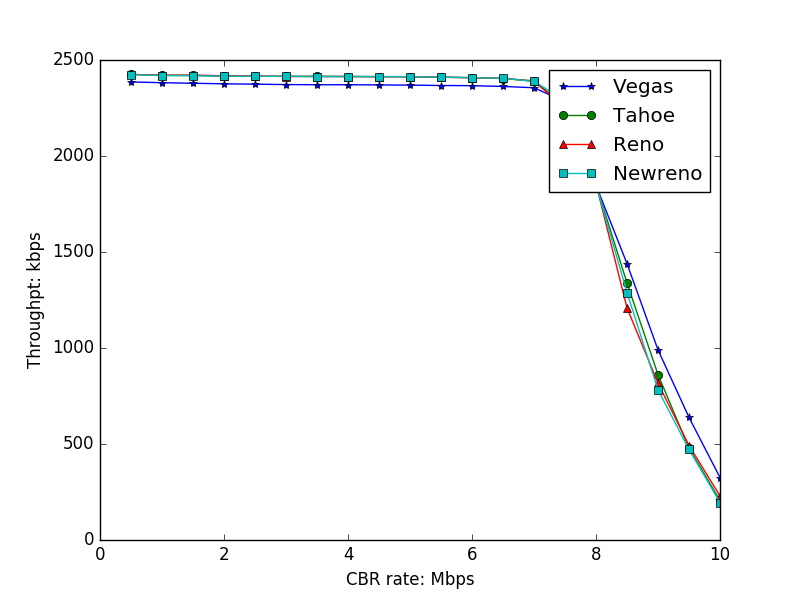 2500
2000
1500
1000
500
0
0 2 4 6 8 10
Throughpt: kbps
CBR rate: Mbps
Vegas
Tahoe
Reno
Newreno